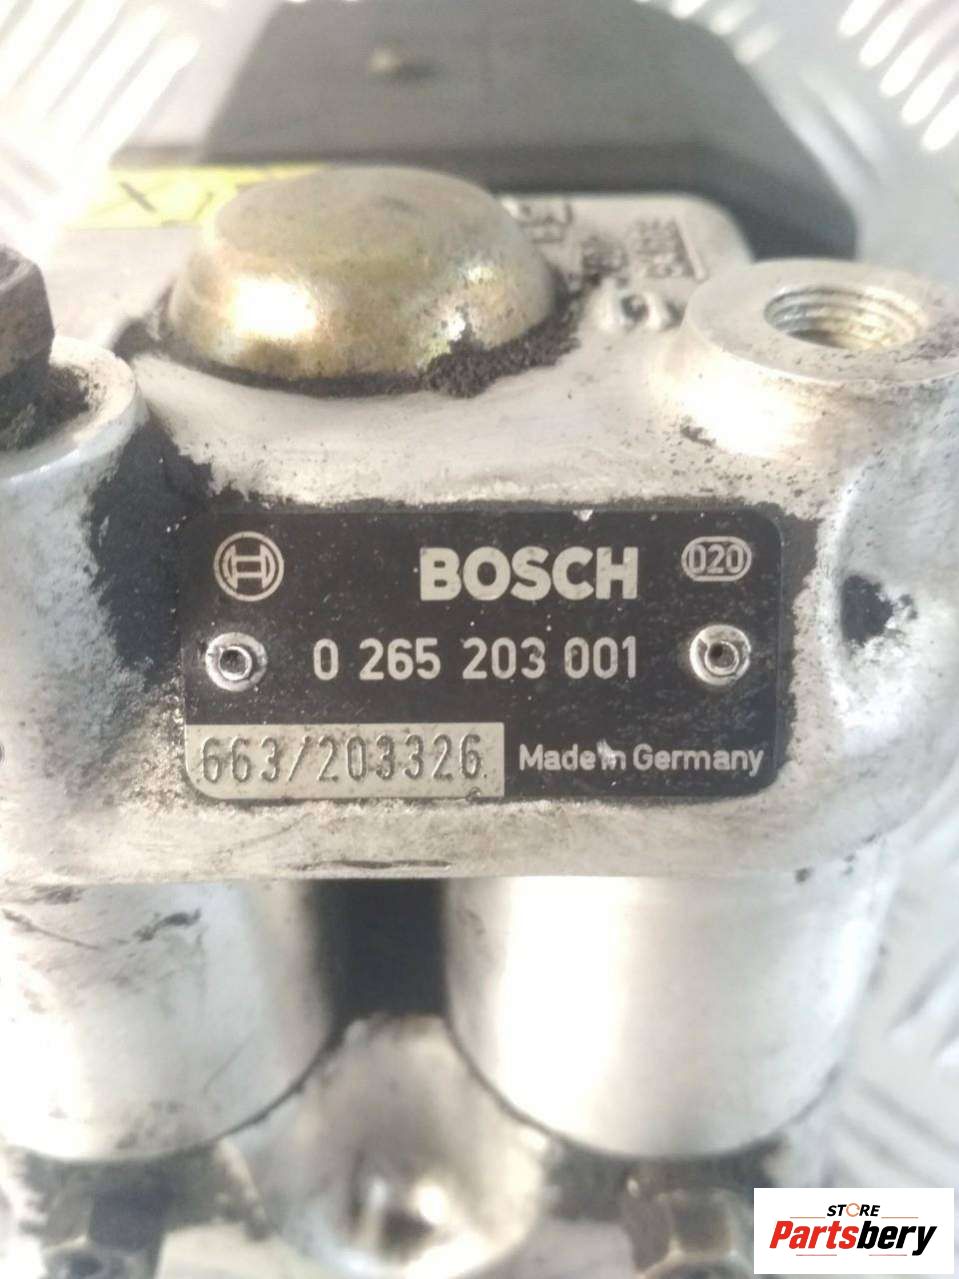 BOSCH 020
0 265 203 001
663/203326
Made in Germany
STORE
Partsbery